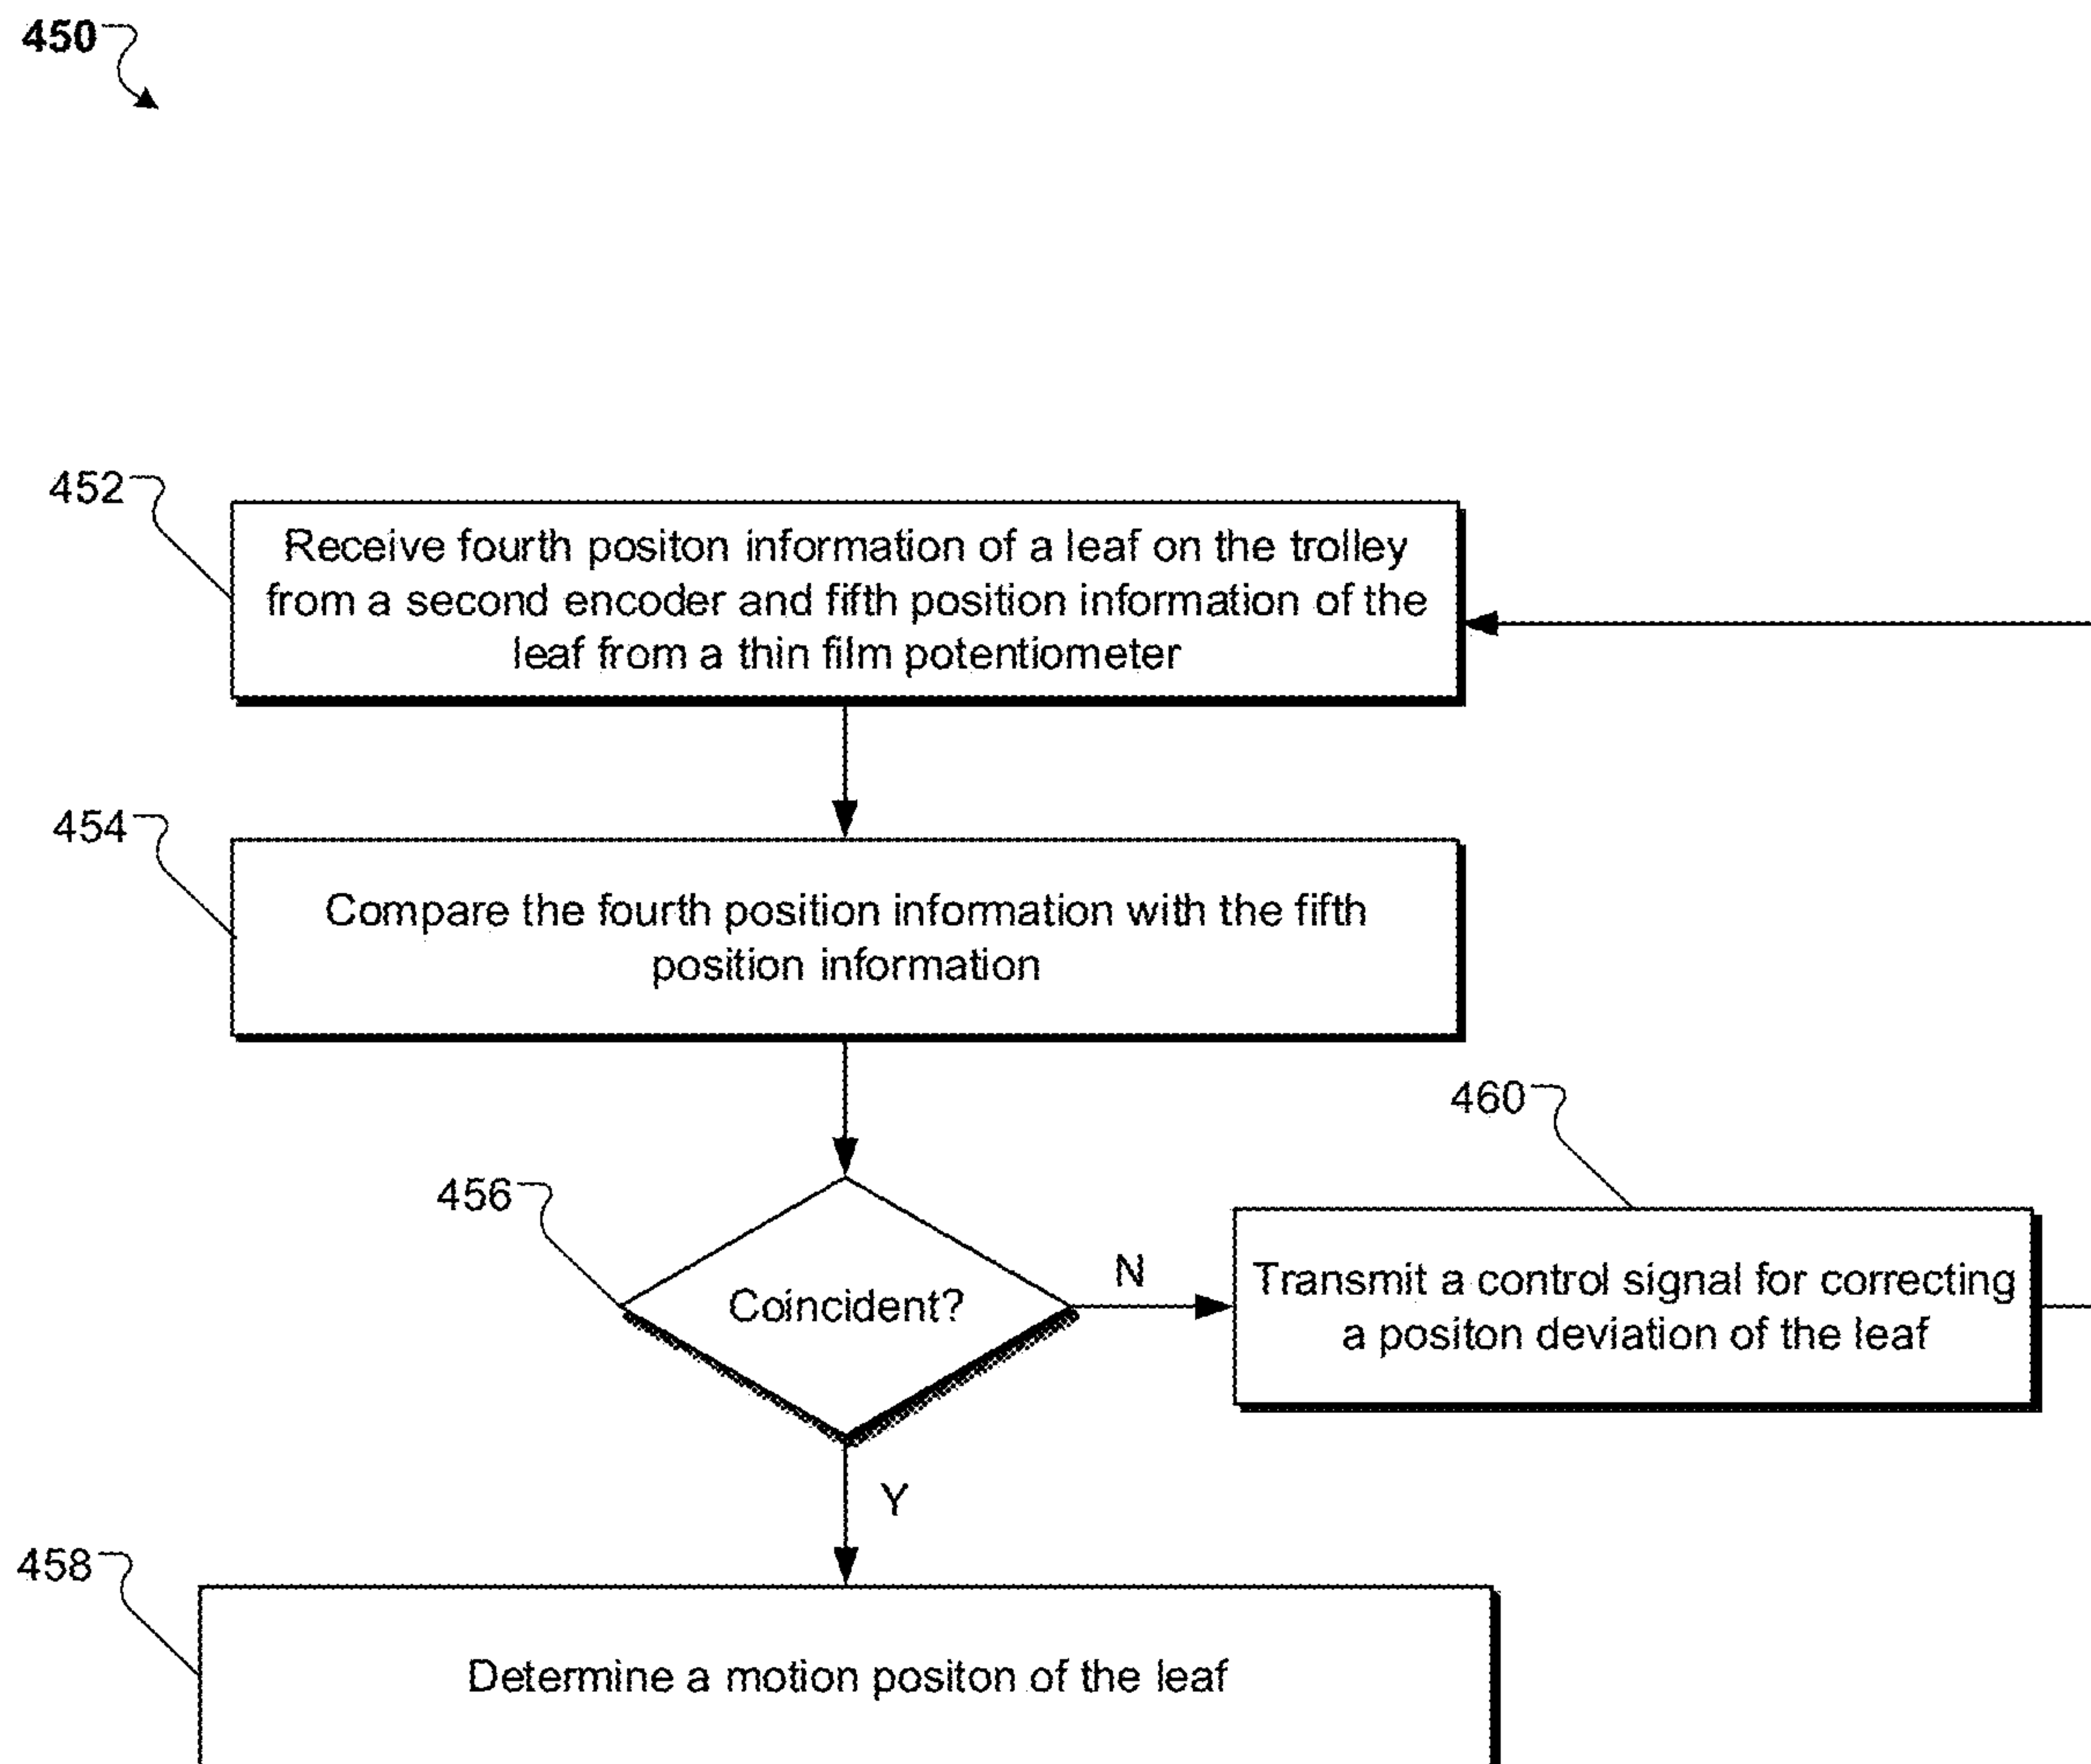 450
452
Receive fourth positon information of a leaf on the trolley
from a second encoder and fifth position information of the
leaf from a thin film potentiometer
454
Compare the fourth position information with the fifth
position information
460
456
Coincident?
N
Transmit a control signal for correcting
a positon deviation of the leaf
Y
458
Determine a motion positon of the leaf